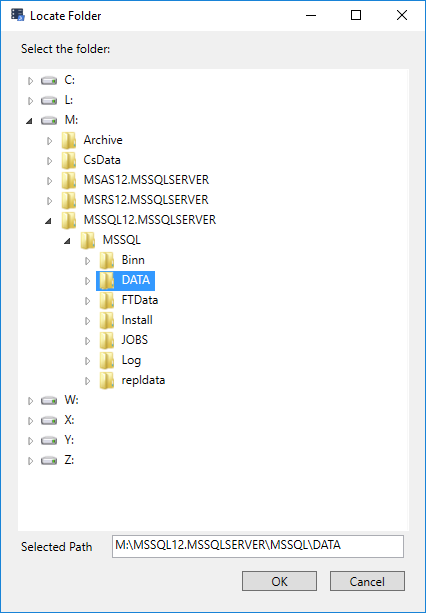 Locate Folder
Select the folder:
C:
L:
M:
Archive
CsData
MSAS12.MSSQLSERVER
MSRS12.MSSQLSERVER
MSSQL12.MSSQLSERVER
MSSQL
Binn
DATA
FTData
Install
JOBS
Log
repldata
W:
X:
Y:
Z:
Selected Path M:\MSSQL12.MSSQLSERVER\MSSQL\DATA
OK Cancel